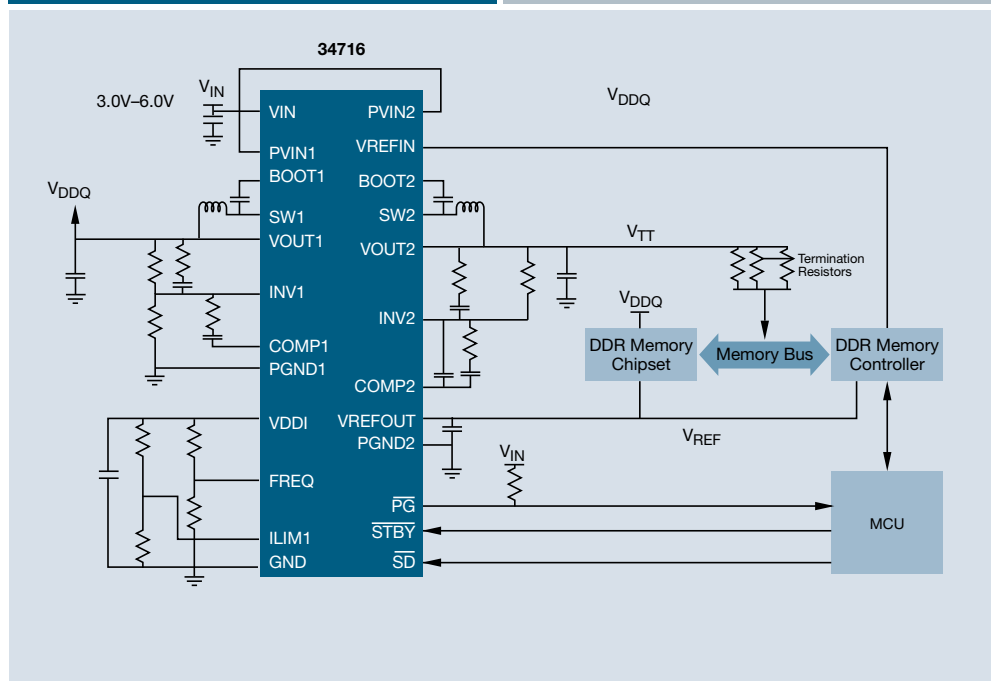 34716
VIN
3.0V–6.0V
VDDQ
VIN
PVIN2
PVIN1
VREFIN
BOOT1
BOOT2
VDDQ
SW1
SW2
VOUT1
VOUT2
VTT
Termination
Resistors
INV1
INV2
VDDQ
COMP1
DDR Memory
Chipset
Memory Bus
DDR Memory
Controller
PGND1
COMP2
VDDI
VREFOUT
PGND2
VREF
VIN
FREQ
PG
STBY
MCU
ILIM1
GND
SD